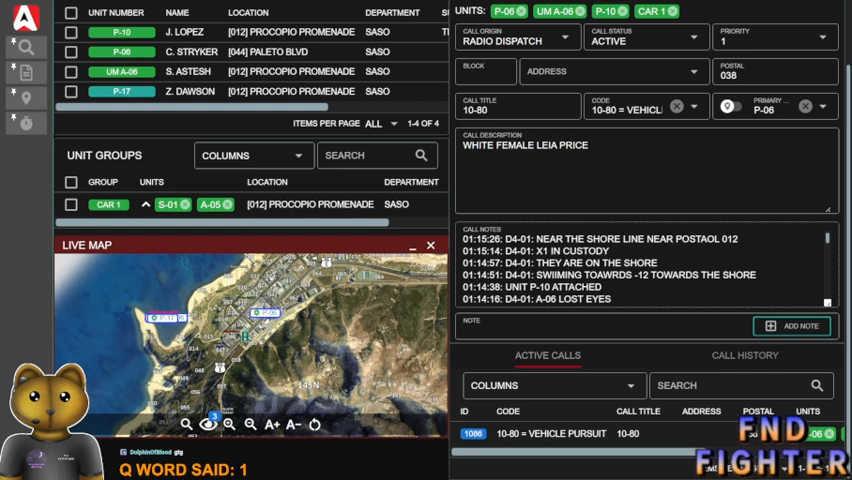 UNIT NUMBER NAME LOCATION DEPARTMENT
P-10 J. LOPEZ [012] PROCOPIO PROMENADE SASO
P-06 C. STRYKER [044] PALETO BLVD SASO
UM A-06 S. ASTESH [012] PROCOPIO PROMENADE SASO
P-17 Z. DAWSON [012] PROCOPIO PROMENADE SASO
ITEMS PER PAGE ALL 1-4 OF 4
UNIT GROUPS COLUMNS SEARCH
GROUP UNITS LOCATION DEPARTMENT
CAR 1 S-01 A-05 [012] PROCOPIO PROMENADE SASO
LIVE MAP
P-17
P-06
145N
3
A+ A-
DolphinOfBlood gtg
Q WORD SAID: 1
UNITS: P-06 UM A-06 P-10 CAR 1
CALL ORIGIN CALL STATUS PRIORITY
RADIO DISPATCH ACTIVE 1
BLOCK ADDRESS POSTAL
038
CALL TITLE CODE PRIMARY ...
10-80 10-80 = VEHICL P-06
CALL DESCRIPTION
WHITE FEMALE LEIA PRICE
CALL NOTES
01:15:26: D4-01: NEAR THE SHORE LINE NEAR POSTAOL 012
01:15:14: D4-01: X1 IN CUSTODY
01:14:57: D4-01: THEY ARE ON THE SHORE
01:14:51: D4-01: SWIIMING TOAWRDS -12 TOWARDS THE SHORE
01:14:38: UNIT P-10 ATTACHED
01:14:16: D4-01: A-06 LOST EYES
NOTE ADD NOTE
ACTIVE CALLS CALL HISTORY
COLUMNS SEARCH
ID CODE CALL TITLE ADDRESS POSTAL UNITS
1086 10-80 = VEHICLE PURSUIT 10-80
FND
FIGHTER